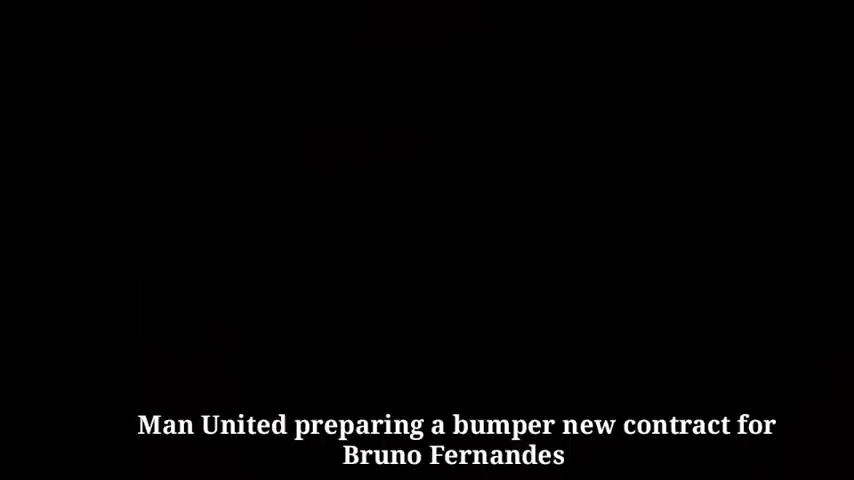 Man United preparing a bumper new contract for
Bruno Fernandes